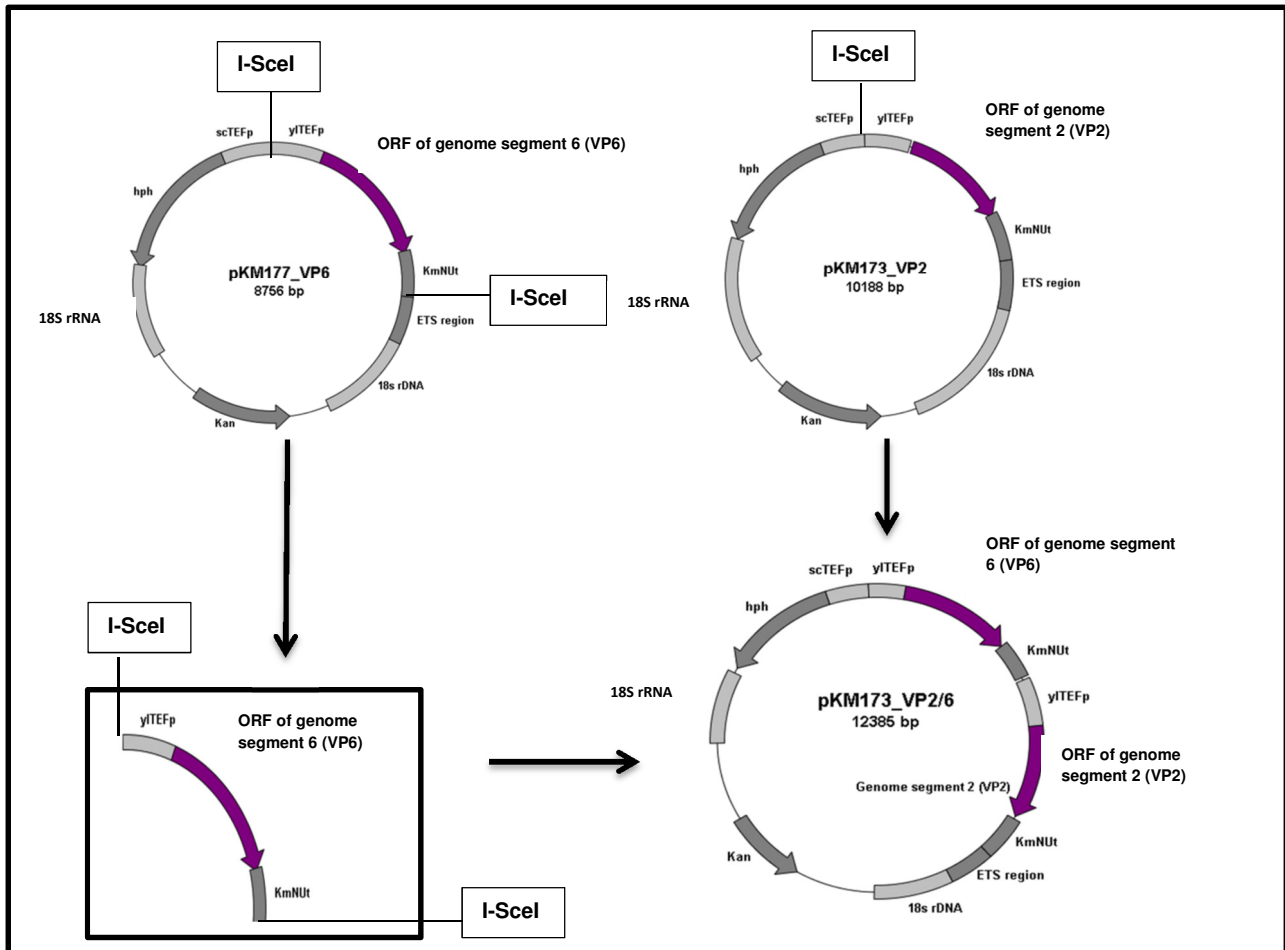 I-SceI
scTEFp
ylTEFp
ORF of genome segment 6 (VP6)
hph
pKM177_VP6
8756 bp
KmNUt
I-SceI
ETS region
18S rRNA
18s rDNA
Kan
I-SceI
scTEFp
ylTEFp
ORF of genome
segment 2 (VP2)
hph
KmNUt
pKM173_VP2
10188 bp
ETS region
18S rRNA
18s rDNA
Kan
I-SceI
ylTEFp
ORF of genome
segment 6 (VP6)
KmNUt
I-SceI
ORF of genome segment
6 (VP6)
scTEFp
ylTEFp
hph
KmNUt
18S rRNA
ylTEFp
pKM173_VP2/6
12385 bp
ORF of genome
segment 2 (VP2)
Genome segment 2 (VP2)
KmNUt
Kan
ETS region
18s rDNA